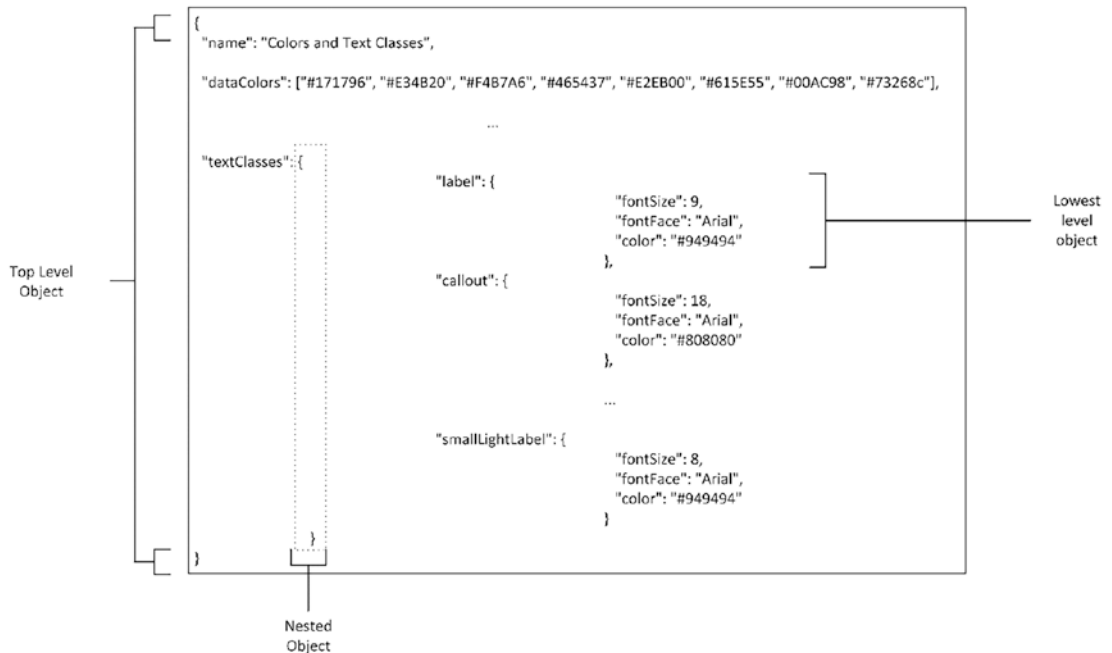 {
"name": "Colors and Text Classes",
"dataColors": ["#171796", "#E34B20", "#F4B7A6", "#465437", "#E2EB00", "#615E55", "#00AC98", "#73268c"],
...
"textClasses": {
"label": {
"fontSize": 9,
"fontFace": "Arial",
"color": "#949494"
},
"callout": {
"fontSize": 18,
"fontFace": "Arial",
"color": "#808080"
},
...
"smallLightLabel": {
"fontSize": 8,
"fontFace": "Arial",
"color": "#949494"
}
}
}
Top Level
Object
Lowest
level
object
Nested
Object